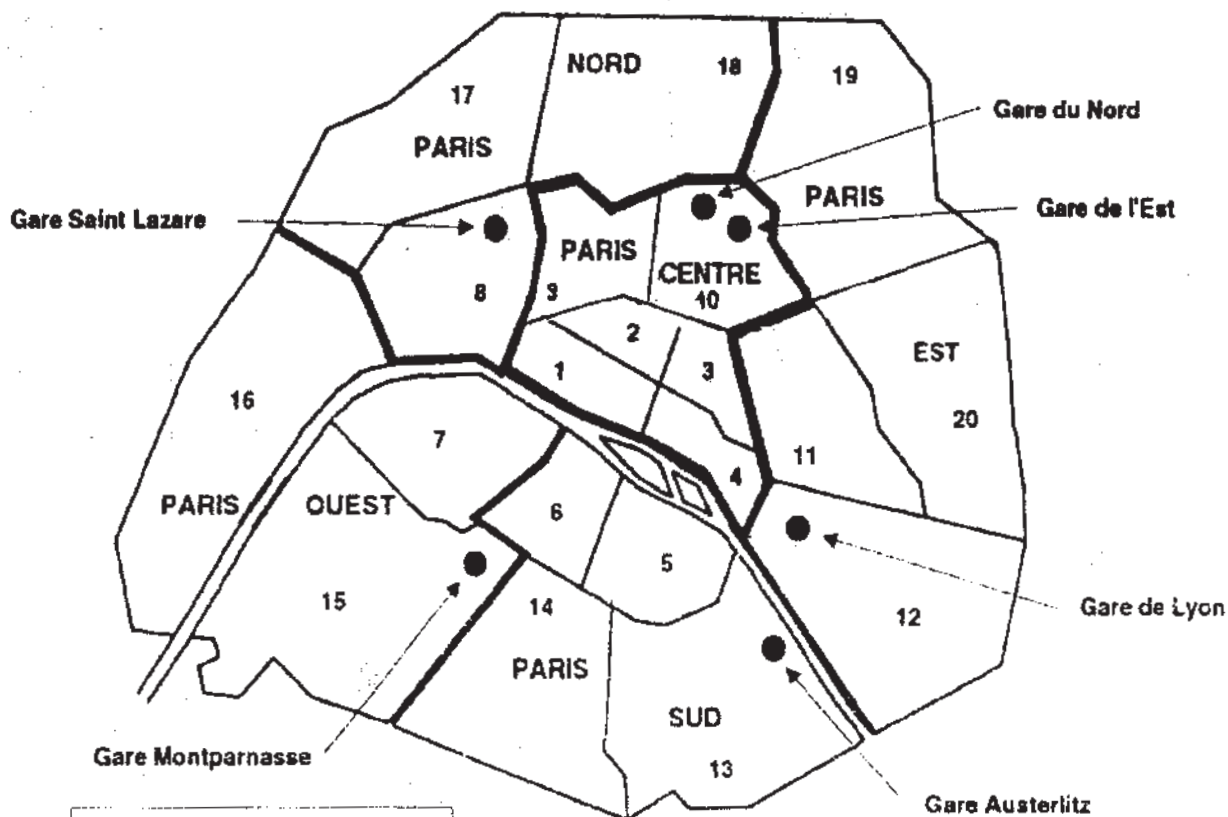 NORD
18
19
17
Gare du Nord
PARIS
PARIS
Gare de l'Est
Gare Saint Lazare
PARIS
CENTRE
8
9
10
2
EST
1
3
16
20
7
11
4
PARIS
OUEST
6
5
15
14
12
Gare de Lyon
PARIS
SUD
Gare Montparnasse
13
Gare Austerlitz